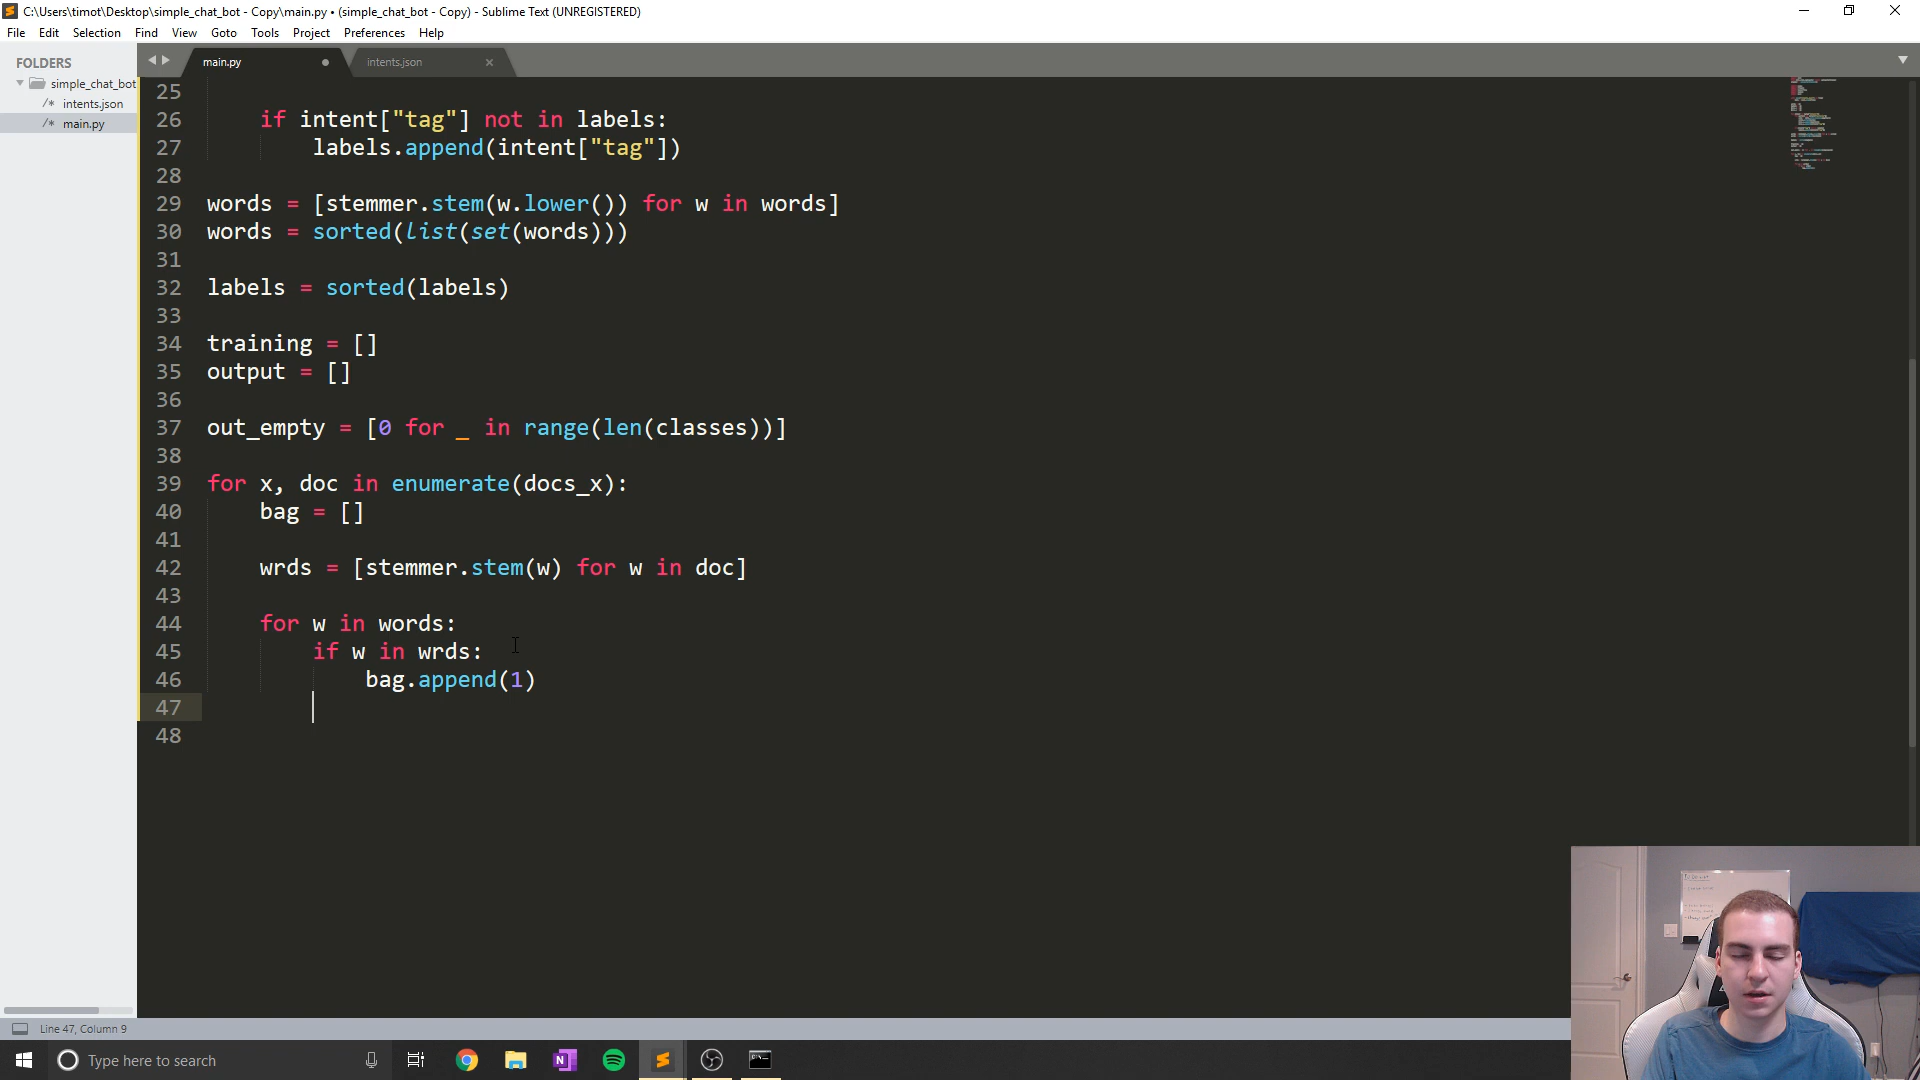 C:\Users\timot\Desktop\simple_chat_bot - Copy\main.py • (simple_chat_bot - Copy) - Sublime Text (UNREGISTERED)
File Edit Selection Find View Goto Tools Project Preferences Help
FOLDERS
simple_chat_bot
/* intents.json
/* main.py
main.py
intents.json
25
26 if intent["tag"] not in labels:
27 labels.append(intent["tag"])
28
29 words = [stemmer.stem(w.lower()) for w in words]
30 words = sorted(list(set(words)))
31
32 labels = sorted(labels)
33
34 training = []
35 output = []
36
37 out_empty = [0 for _ in range(len(classes))]
38
39 for x, doc in enumerate(docs_x):
40 bag = []
41
42 wrds = [stemmer.stem(w) for w in doc]
43
44 for w in words:
45 if w in wrds:
46 bag.append(1)
47
48
Line 47, Column 9
Type here to search